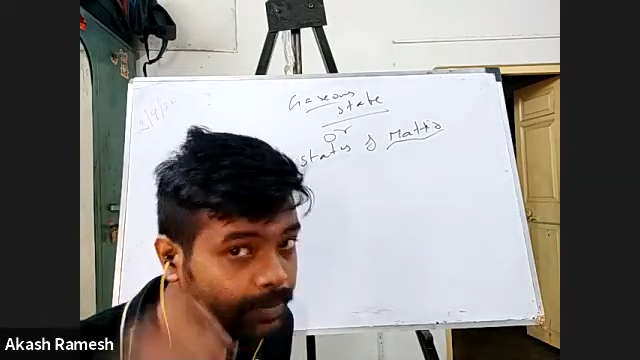 Gaseous
state
Or
states of Matter
Akash Ramesh